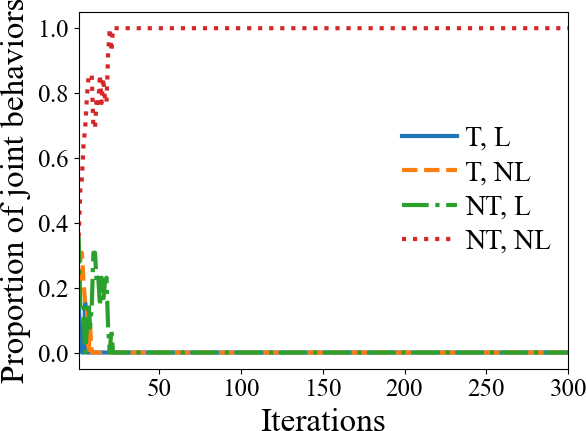 Proportion of joint behaviors
1.0
0.8
0.6
0.4
0.2
0.0
T, L
T, NL
NT, L
NT, NL
50 100 150 200 250 300
Iterations